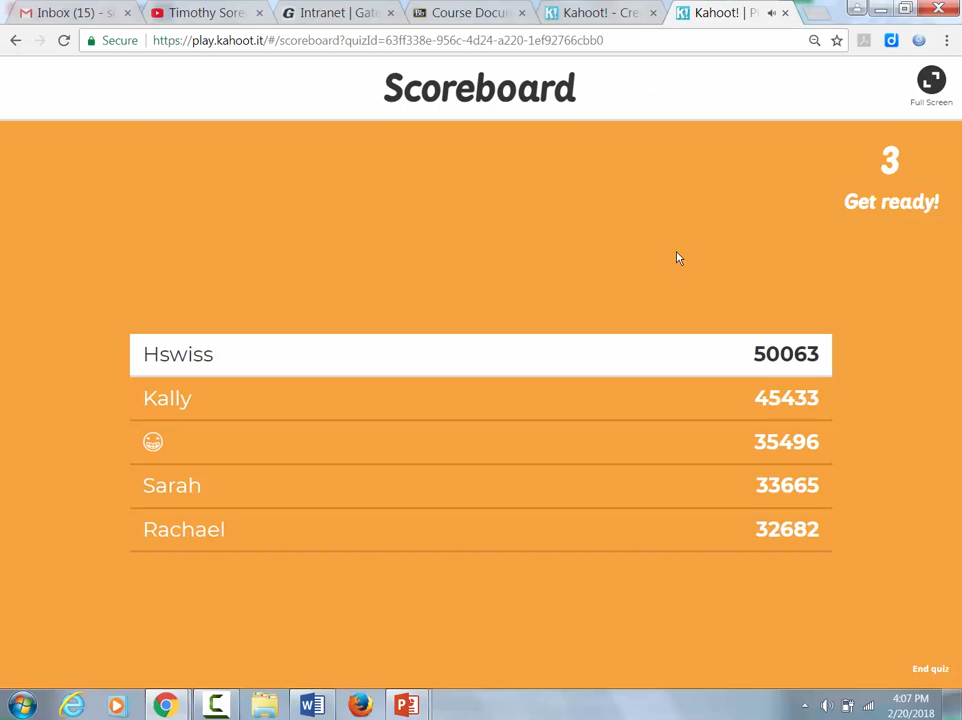 Inbox (15) - s
Timothy Sore
Intranet | Gate
Course Docum
Kahoot! - Cre
Kahoot! | P
Secure
https://play.kahoot.it/#/scoreboard?quizId=63ff338e-956c-4d24-a220-1ef92766cbb0
Scoreboard
Full Screen
3
Get ready!
Hswiss 50063
Kally 45433
😁 35496
Sarah 33665
Rachael 32682
End quiz
4:07 PM
2/20/2018